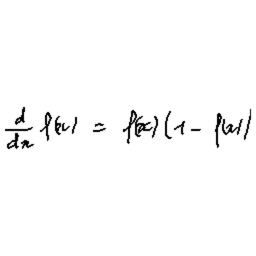 d/dx f(x) = f(x)(1 - f(x))